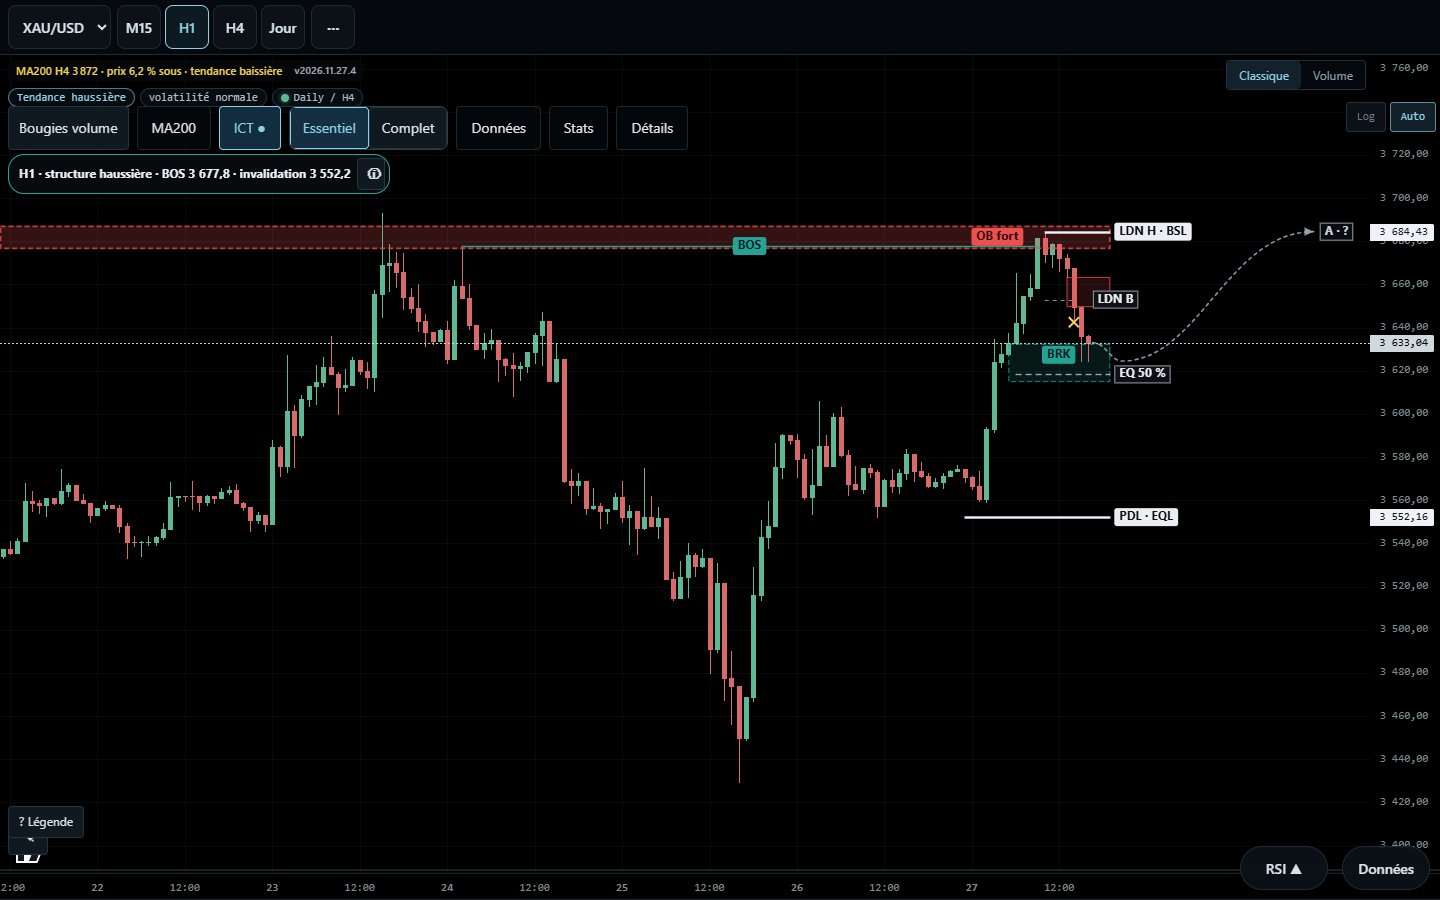 XAU/USD M15 H1 H4 Jour ---
MA200 H4 3 872 · prix 6,2 % sous · tendance baissière v2026.11.27.4
Tendance haussière volatilité normale Daily / H4
Classique Volume
Log Auto
Bougies volume MA200 ICT Essentiel Complet Données Stats Détails
H1 · structure haussière · BOS 3 677,8 · invalidation 3 552,2
3 760,00
3 720,00
3 700,00
OB fort
BOS
LDN H · BSL
A · ?
3 684,43
3 660,00
LDN B
3 640,00
3 633,04
BRK
EQ 50 %
3 620,00
3 600,00
3 580,00
3 560,00
PDL · EQL
3 552,16
3 540,00
3 520,00
3 500,00
3 480,00
3 460,00
3 440,00
3 420,00
3 400,00
? Légende
RSI ▲ Données
2:00 22 12:00 23 12:00 24 12:00 25 12:00 26 12:00 27 12:00